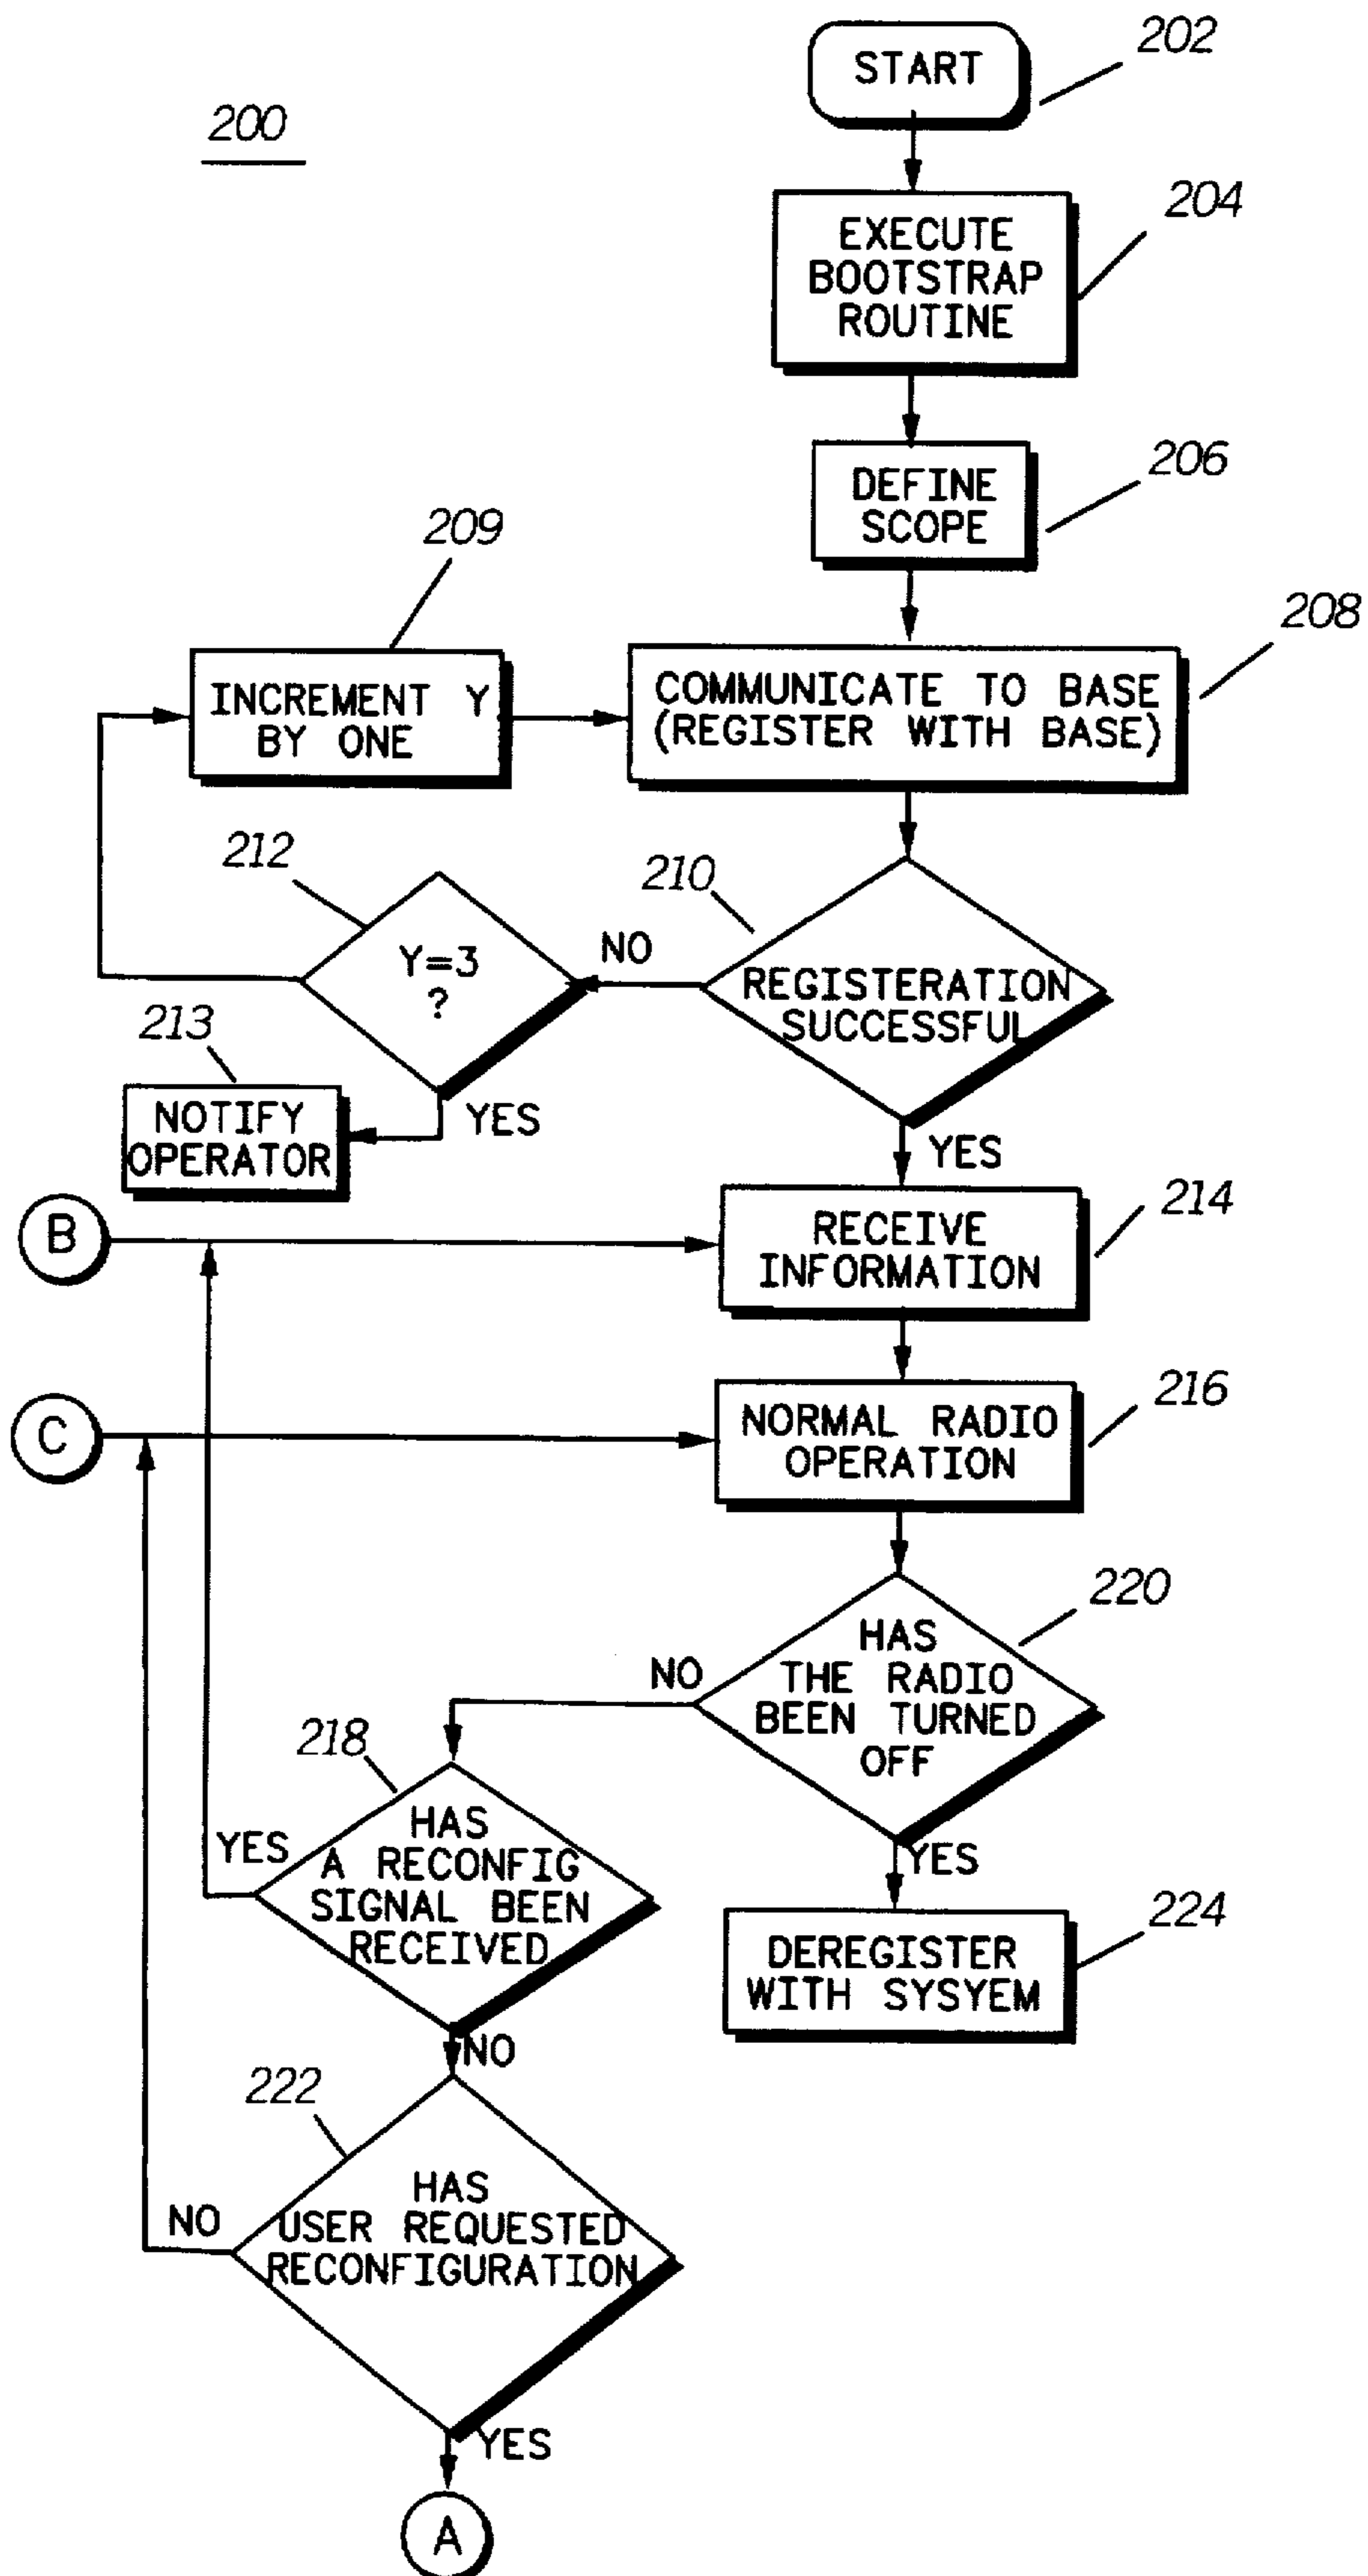 202
START
200
204
EXECUTE
BOOTSTRAP
ROUTINE
206
DEFINE
SCOPE
209
208
INCREMENT Y
BY ONE
COMMUNICATE TO BASE
(REGISTER WITH BASE)
212
210
Y=3
?
NO
REGISTERATION
SUCCESSFUL
213
NOTIFY
OPERATOR
YES
YES
214
B
RECEIVE
INFORMATION
216
C
NORMAL RADIO
OPERATION
220
HAS
THE RADIO
BEEN TURNED
OFF
NO
218
HAS
A RECONFIG
SIGNAL BEEN
RECEIVED
YES
YES
224
DEREGISTER
WITH SYSYEM
NO
222
HAS
USER REQUESTED
RECONFIGURATION
NO
YES
A